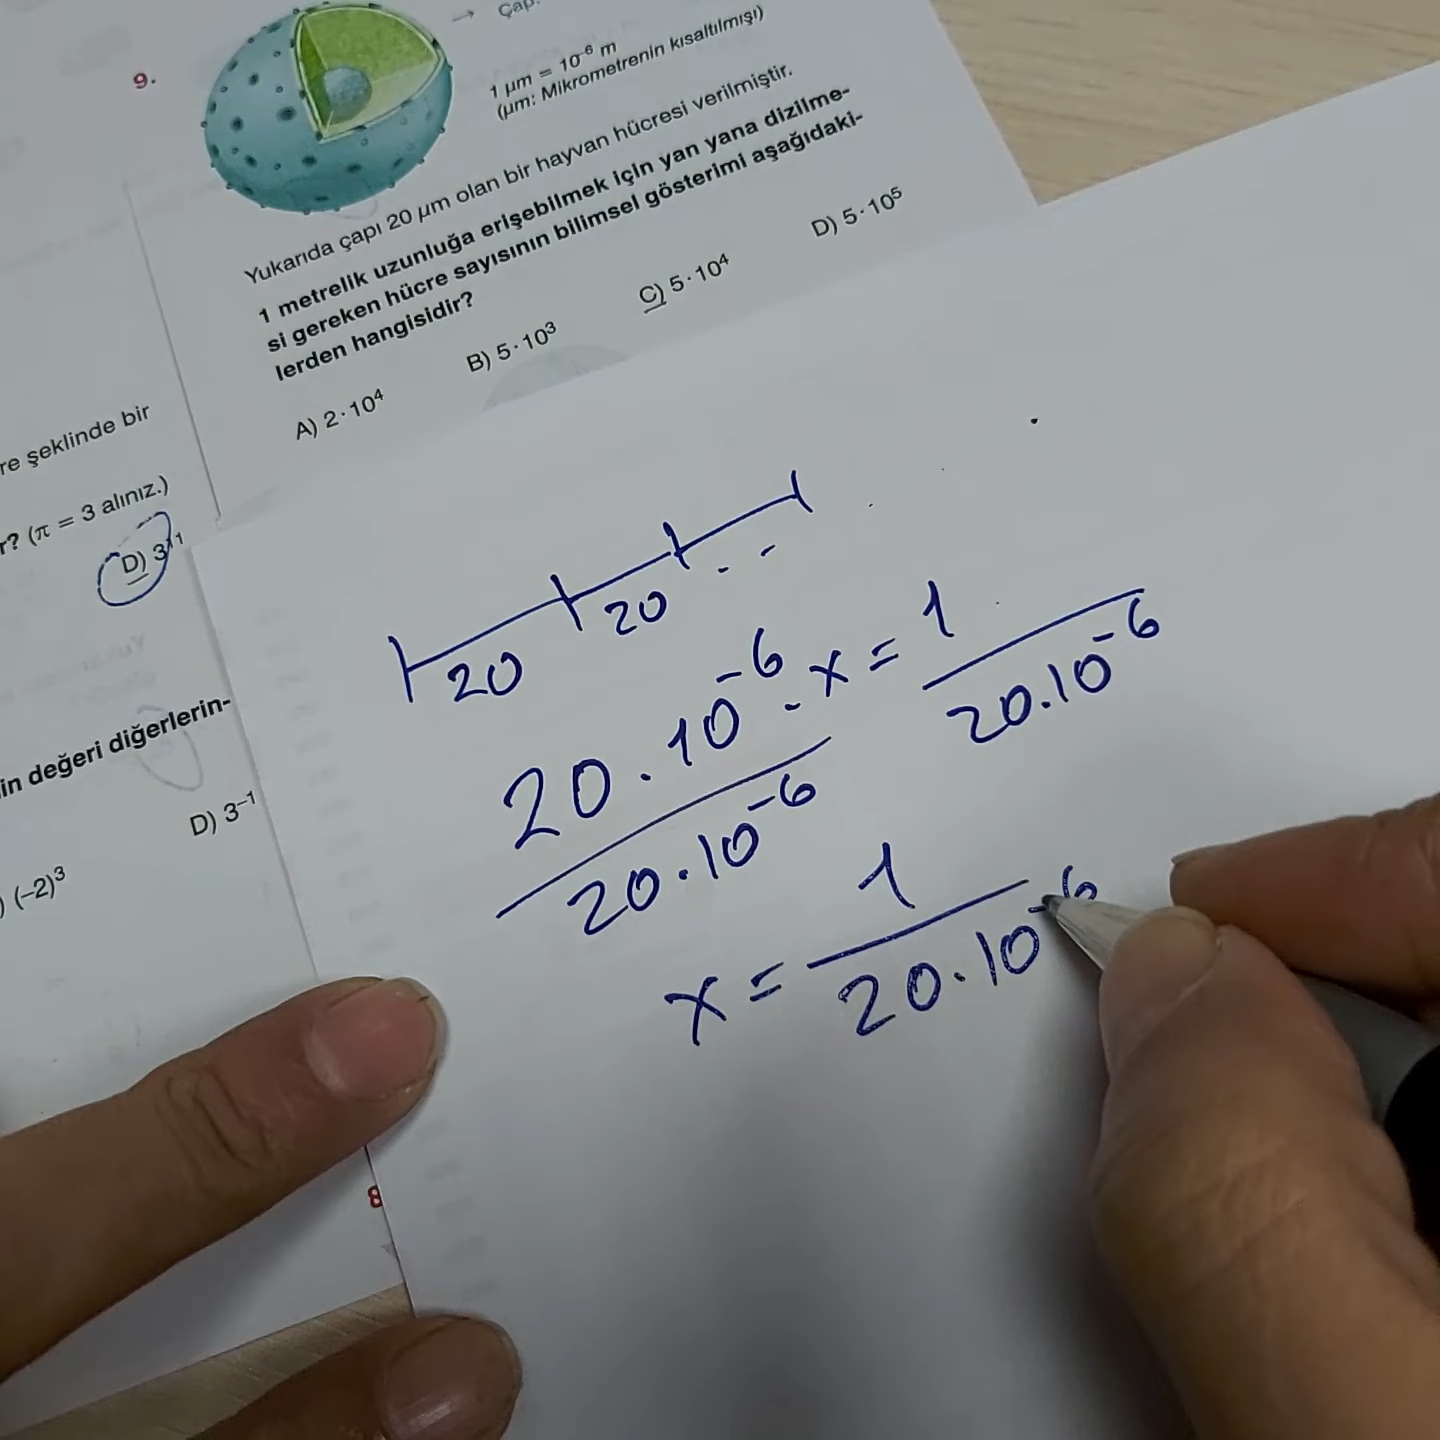 → Çap:
9.
1 µm = 10⁻⁶ m
(µm: Mikrometrenin kısaltılmışı)
Yukarıda çapı 20 µm olan bir hayvan hücresi verilmiştir.
1 metrelik uzunluğa erişebilmek için yan yana dizilme-
si gereken hücre sayısının bilimsel gösterimi aşağıdaki-
lerden hangisidir?
A) 2·10⁴ B) 5·10³ C) 5·10⁴ D) 5·10⁵
re şeklinde bir
r? (π = 3 alınız.)
D) 3¹¹
in değeri diğerlerin-
D) 3⁻¹
) (–2)³
8
20 20
20.10⁻⁶.x = 1
20.10⁻⁶ 20.10⁻⁶
x = 1
20.10⁻⁶